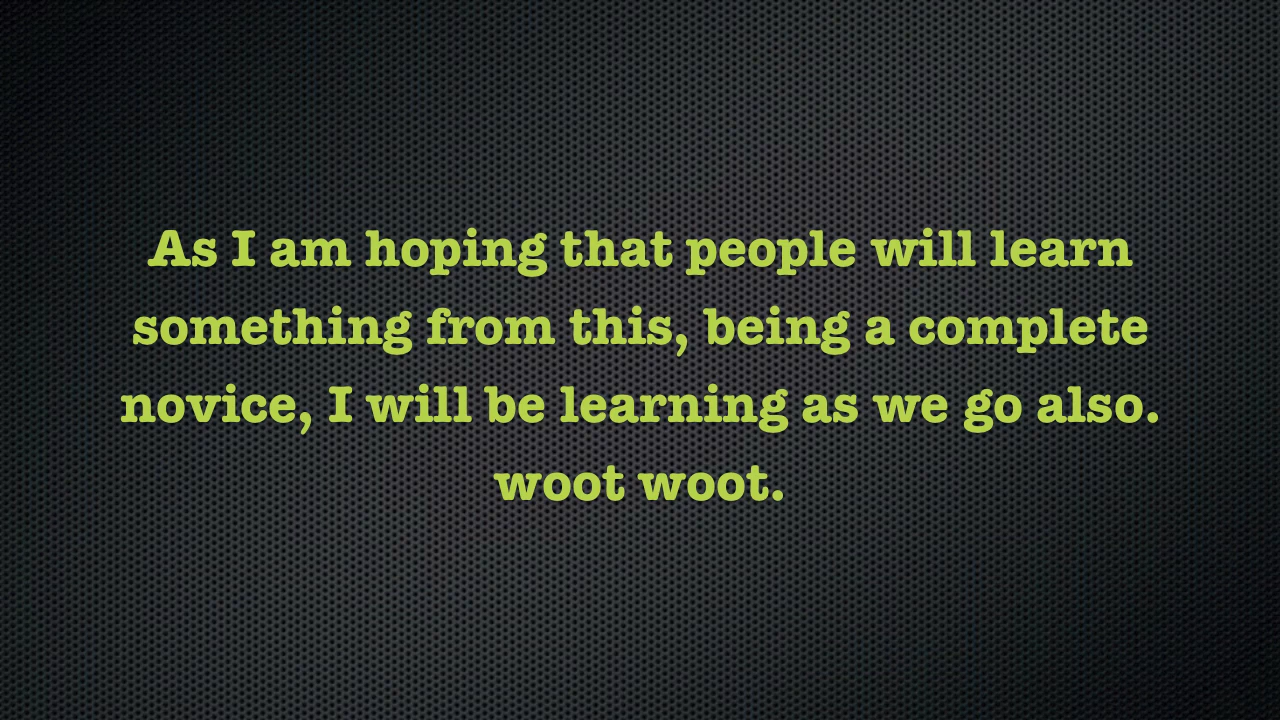 As I am hoping that people will learn
something from this, being a complete
novice, I will be learning as we go also.
woot woot.